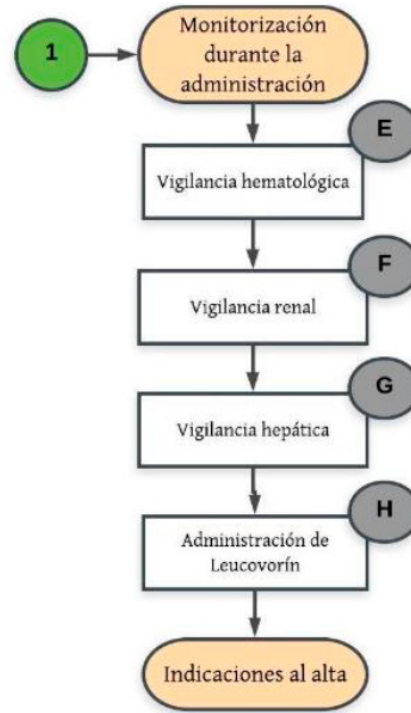 1
Monitorización
durante la
administración
E
Vigilancia hematológica
F
Vigilancia renal
G
Vigilancia hepática
H
Administración de
Leucovorín
Indicaciones al alta